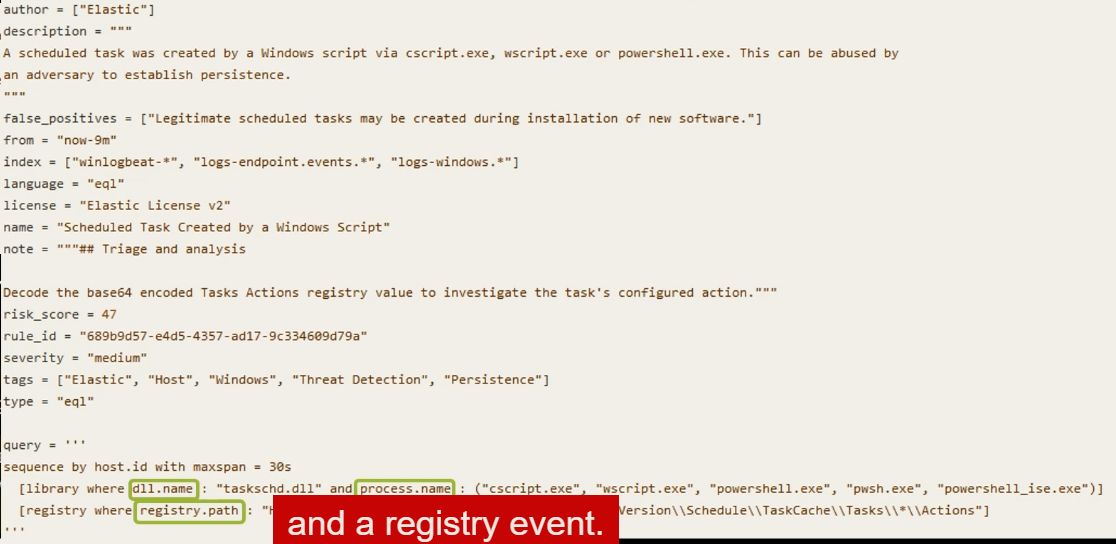 author = ["Elastic"]
description = """
A scheduled task was created by a Windows script via cscript.exe, wscript.exe or powershell.exe. This can be abused by
an adversary to establish persistence.
"""
false_positives = ["Legitimate scheduled tasks may be created during installation of new software."]
from = "now-9m"
index = ["winlogbeat-*", "logs-endpoint.events.*", "logs-windows.*"]
language = "eql"
license = "Elastic License v2"
name = "Scheduled Task Created by a Windows Script"
note = """## Triage and analysis
Decode the base64 encoded Tasks Actions registry value to investigate the task's configured action."""
risk_score = 47
rule_id = "689b9d57-e4d5-4357-ad17-9c334609d79a"
severity = "medium"
tags = ["Elastic", "Host", "Windows", "Threat Detection", "Persistence"]
type = "eql"
query = '''
sequence by host.id with maxspan = 30s
[library where dll.name : "taskschd.dll" and process.name : ("cscript.exe", "wscript.exe", "powershell.exe", "pwsh.exe", "powershell_ise.exe")]
[registry where registry.path : "H Version\\Schedule\\TaskCache\\Tasks\\*\\Actions"]
'''
and a registry event.